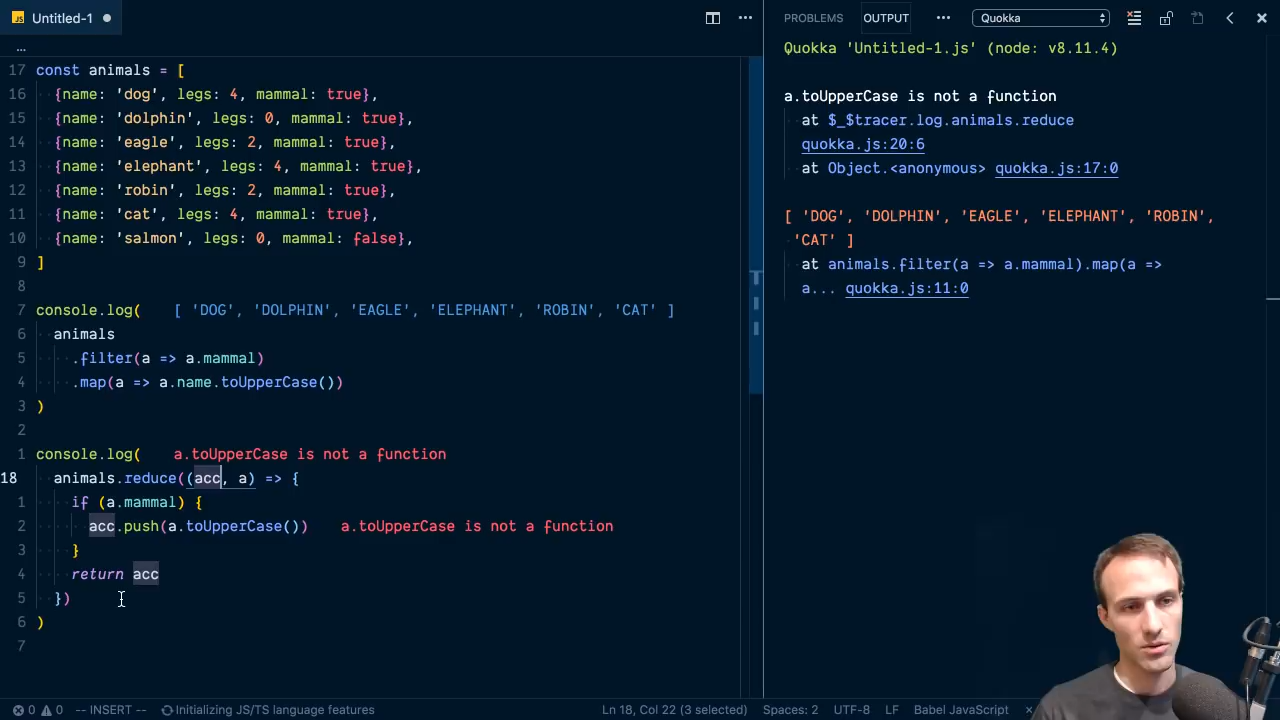 JS Untitled-1 ●
...
17 const animals = [
16 {name: 'dog', legs: 4, mammal: true},
15 {name: 'dolphin', legs: 0, mammal: true},
14 {name: 'eagle', legs: 2, mammal: true},
13 {name: 'elephant', legs: 4, mammal: true},
12 {name: 'robin', legs: 2, mammal: true},
11 {name: 'cat', legs: 4, mammal: true},
10 {name: 'salmon', legs: 0, mammal: false},
9 ]
8
7 console.log( [ 'DOG', 'DOLPHIN', 'EAGLE', 'ELEPHANT', 'ROBIN', 'CAT' ]
6 animals
5 .filter(a => a.mammal)
4 .map(a => a.name.toUpperCase())
3 )
2
1 console.log( a.toUpperCase is not a function
18 animals.reduce((acc, a) => {
1 if (a.mammal) {
2 acc.push(a.toUpperCase()) a.toUpperCase is not a function
3 }
4 return acc
5 })
6 )
7
PROBLEMS OUTPUT ... Quokka
Quokka 'Untitled-1.js' (node: v8.11.4)
a.toUpperCase is not a function
at $_$tracer.log.animals.reduce
quokka.js:20:6
at Object.<anonymous> quokka.js:17:0
[ 'DOG', 'DOLPHIN', 'EAGLE', 'ELEPHANT', 'ROBIN',
'CAT' ]
at animals.filter(a => a.mammal).map(a =>
a... quokka.js:11:0
0 0 -- INSERT -- Initializing JS/TS language features Ln 18, Col 22 (3 selected) Spaces: 2 UTF-8 LF Babel JavaScript